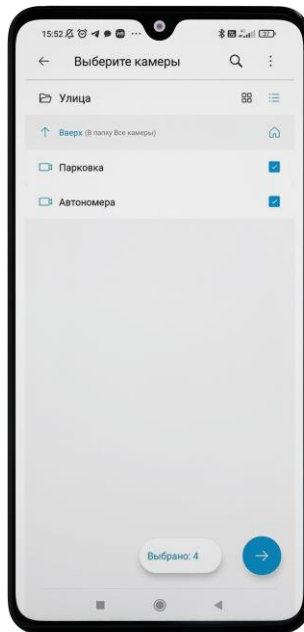 15:52
Выберите камеры
Улица
Вверх (В папку Все камеры)
Парковка
Автономера
Выбрано: 4